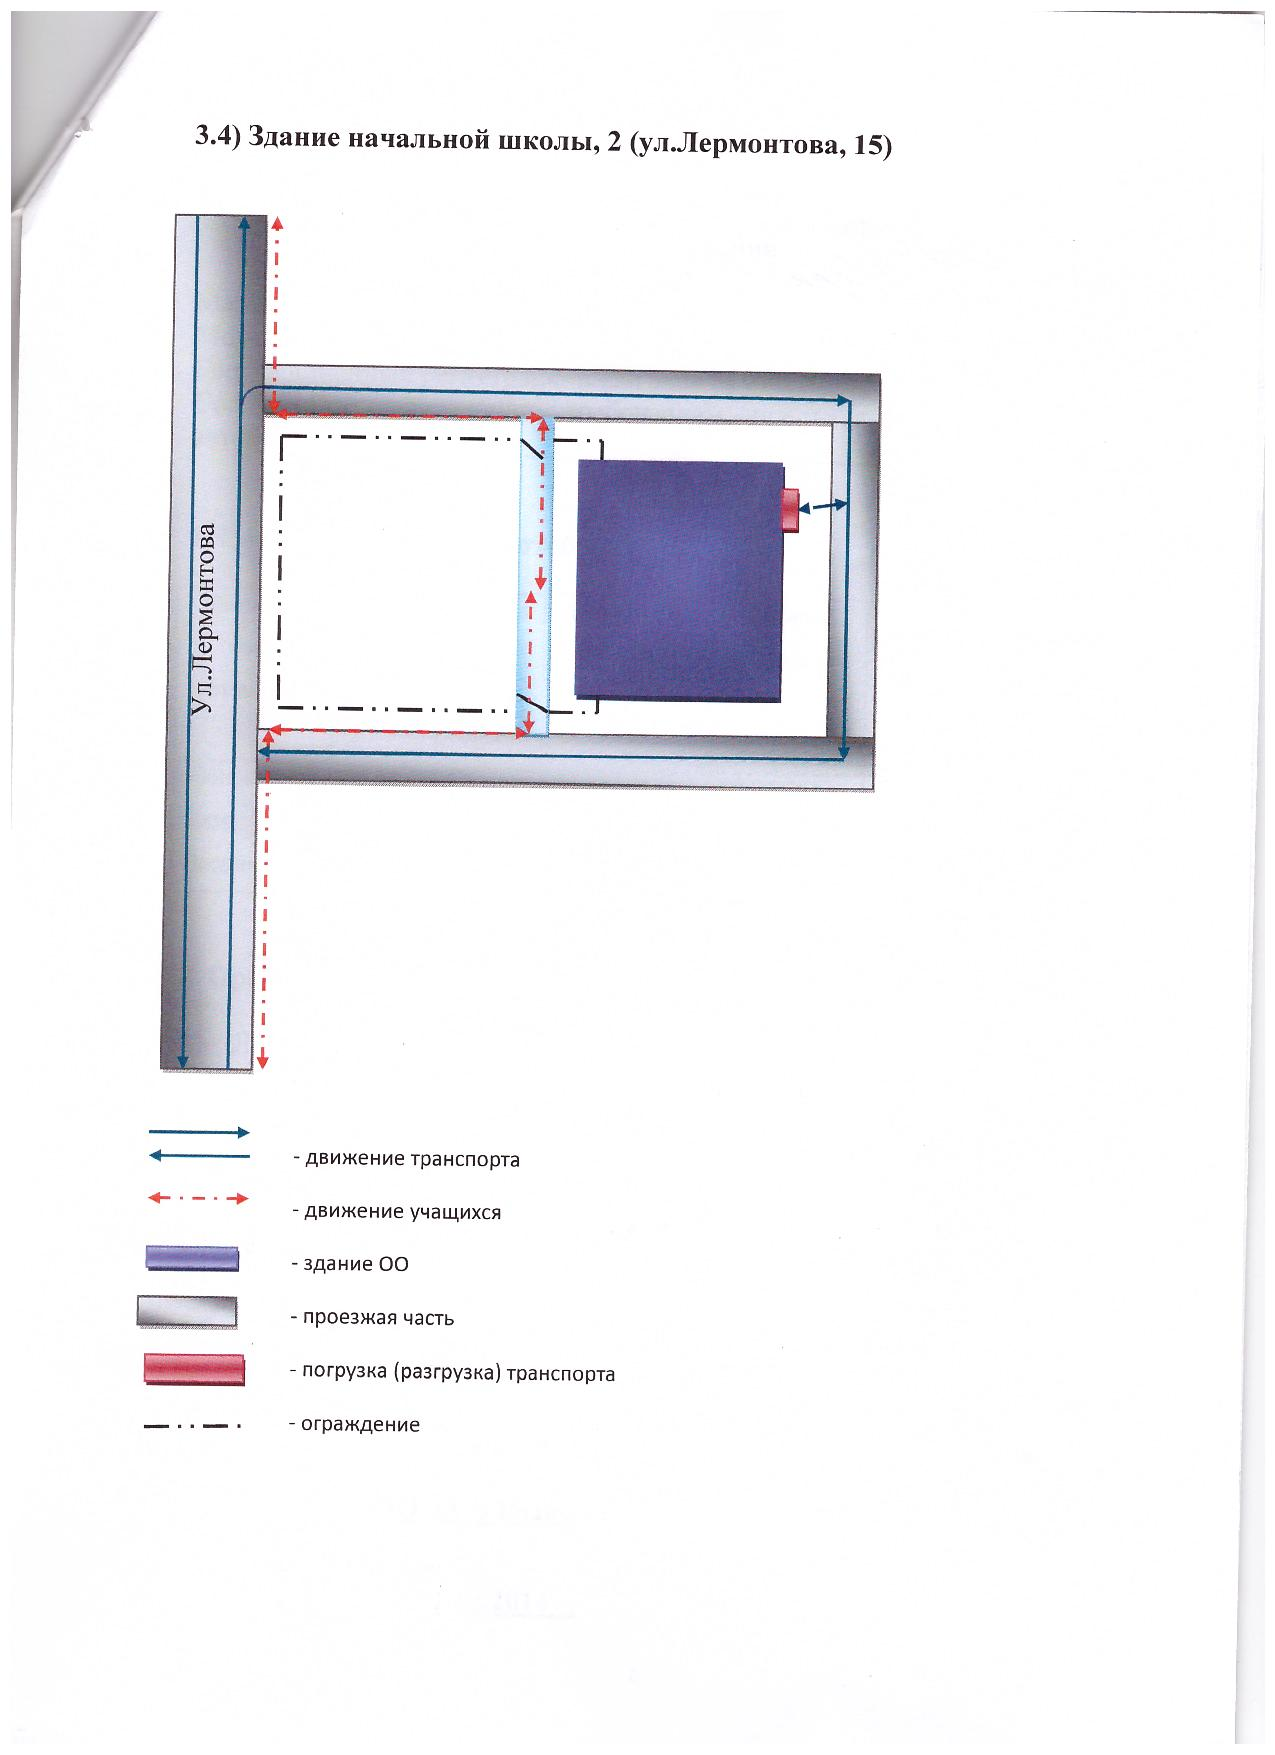 3.4) Здание начальной школы, 2 (ул.Лермонтова, 15)
Ул.Лермонтова
- движение транспорта
- движение учащихся
- здание ОО
- проезжая часть
- погрузка (разгрузка) транспорта
- ограждение